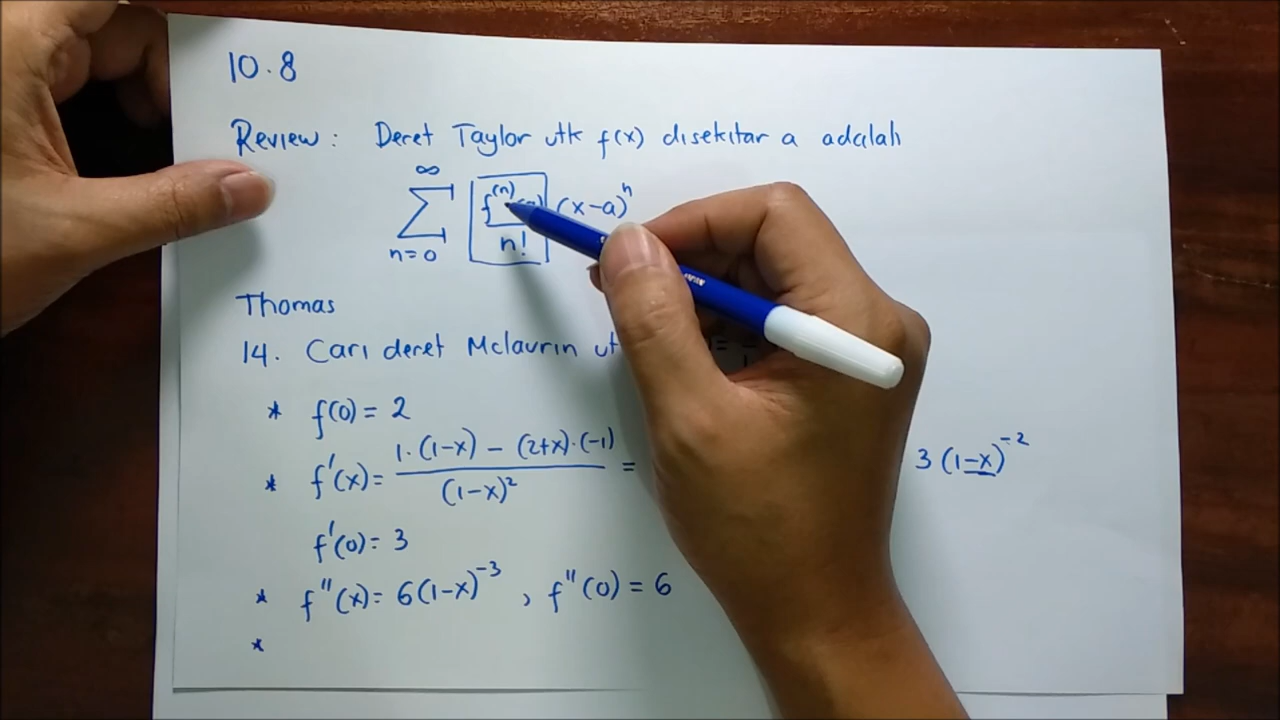 10.8
Review : Deret Taylor utk f(x) disekitar a adalah
∞
∑ f⁽ⁿ⁾ (x-a)ⁿ
n=0 n!
Thomas
14. Cari deret Mclaurin
* f(0) = 2
* f'(x) = 1·(1-x) - (2+x)·(-1) / (1-x)² = 3(1-x)⁻²
f'(0) = 3
* f''(x) = 6(1-x)⁻³ , f''(0) = 6
*